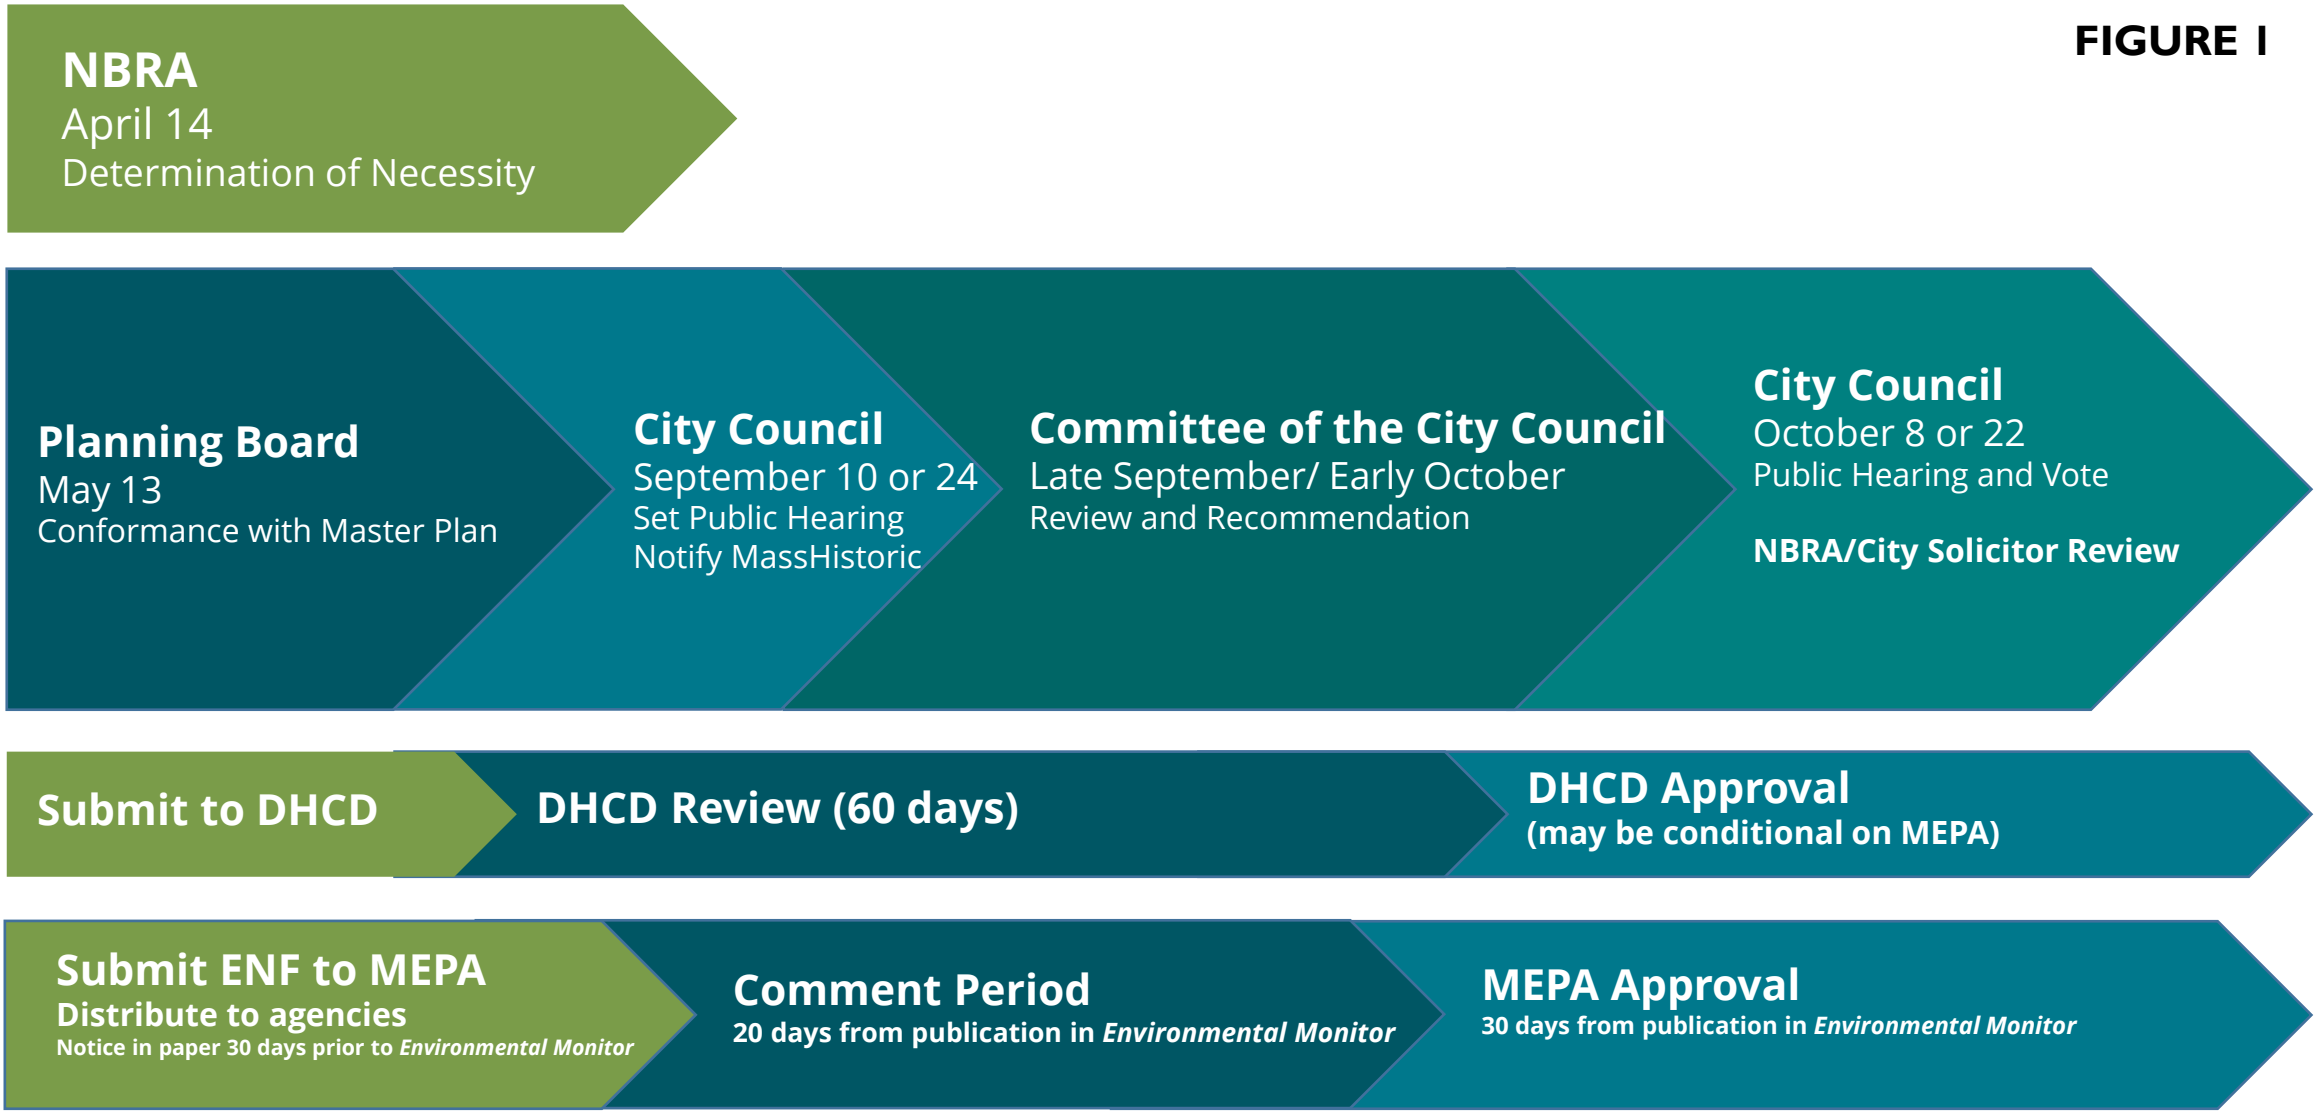 FIGURE 1
NBRA
April 14
Determination of Necessity
Planning Board
May 13
Conformance with Master Plan
City Council
September 10 or 24
Set Public Hearing
Notify MassHistoric
Committee of the City Council
Late September/ Early October
Review and Recommendation
City Council
October 8 or 22
Public Hearing and Vote
NBRA/City Solicitor Review
Submit to DHCD
DHCD Review (60 days)
DHCD Approval
(may be conditional on MEPA)
Submit ENF to MEPA
Distribute to agencies
Notice in paper 30 days prior to Environmental Monitor
Comment Period
20 days from publication in Environmental Monitor
MEPA Approval
30 days from publication in Environmental Monitor